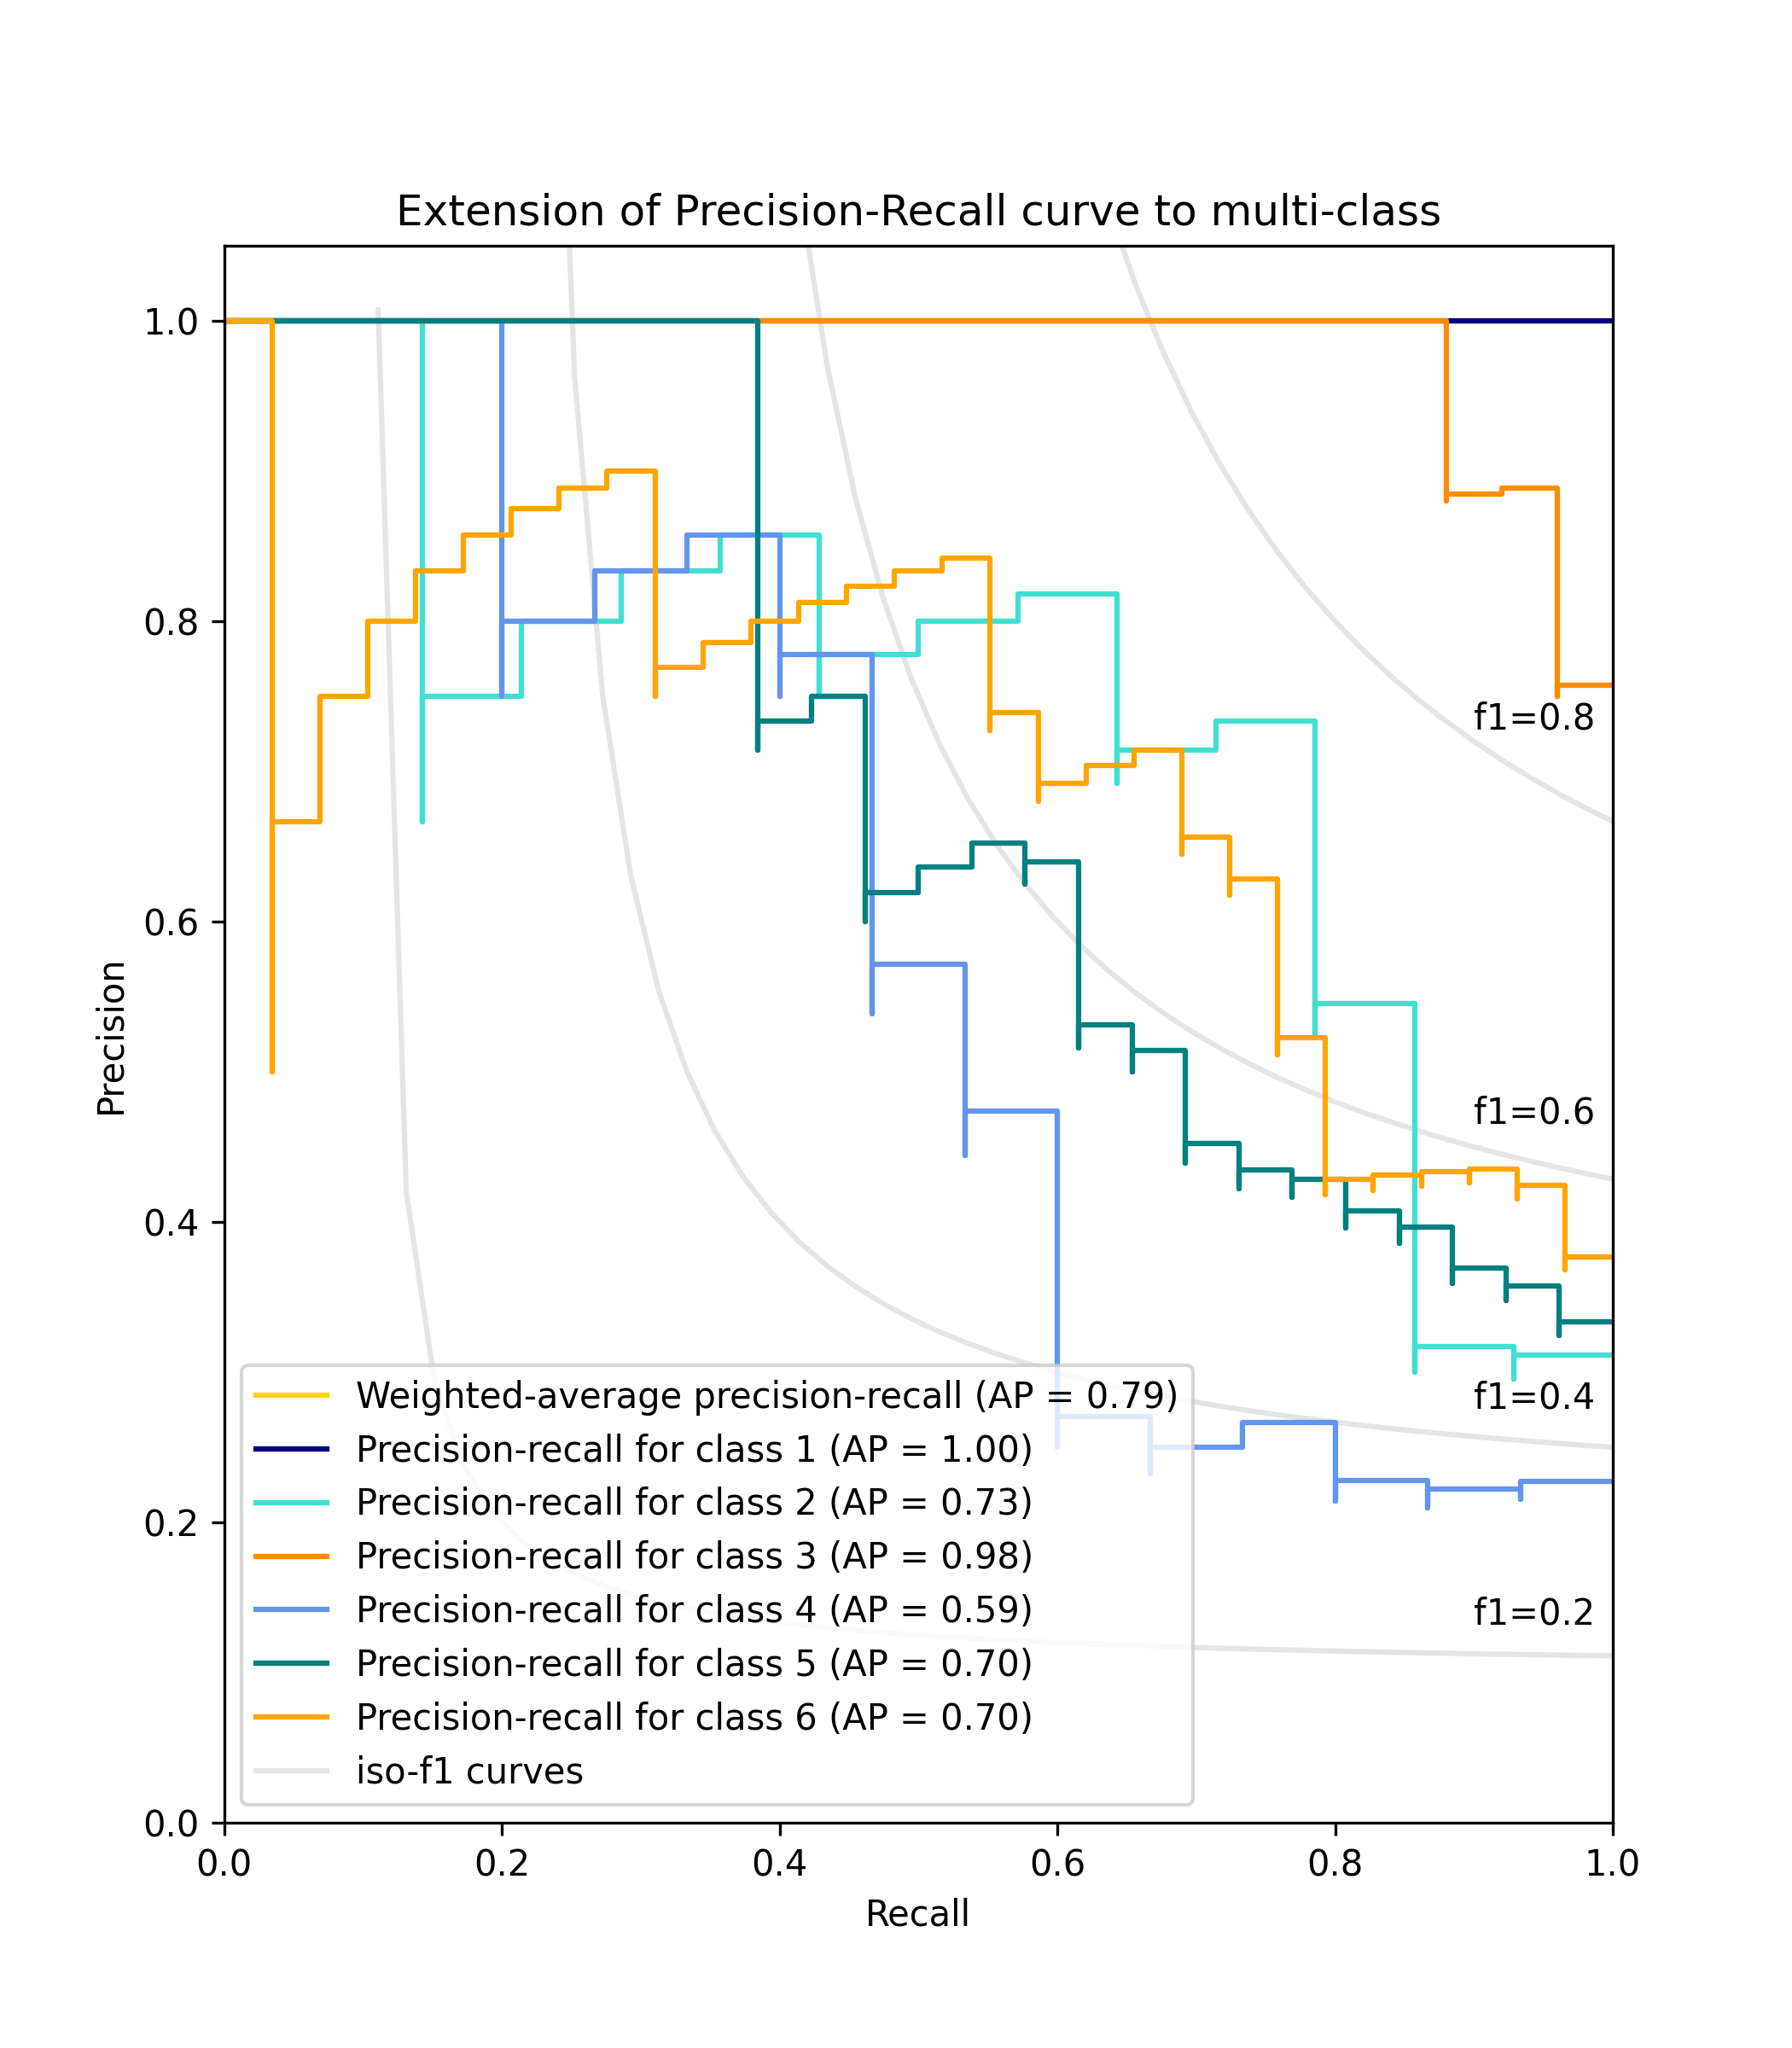 Extension of Precision-Recall curve to multi-class
1.0
0.8
0.6
0.4
0.2
0.0
Precision
f1=0.8
f1=0.6
f1=0.4
f1=0.2
Weighted-average precision-recall (AP = 0.79)
Precision-recall for class 1 (AP = 1.00)
Precision-recall for class 2 (AP = 0.73)
Precision-recall for class 3 (AP = 0.98)
Precision-recall for class 4 (AP = 0.59)
Precision-recall for class 5 (AP = 0.70)
Precision-recall for class 6 (AP = 0.70)
iso-f1 curves
0.0 0.2 0.4 0.6 0.8 1.0
Recall